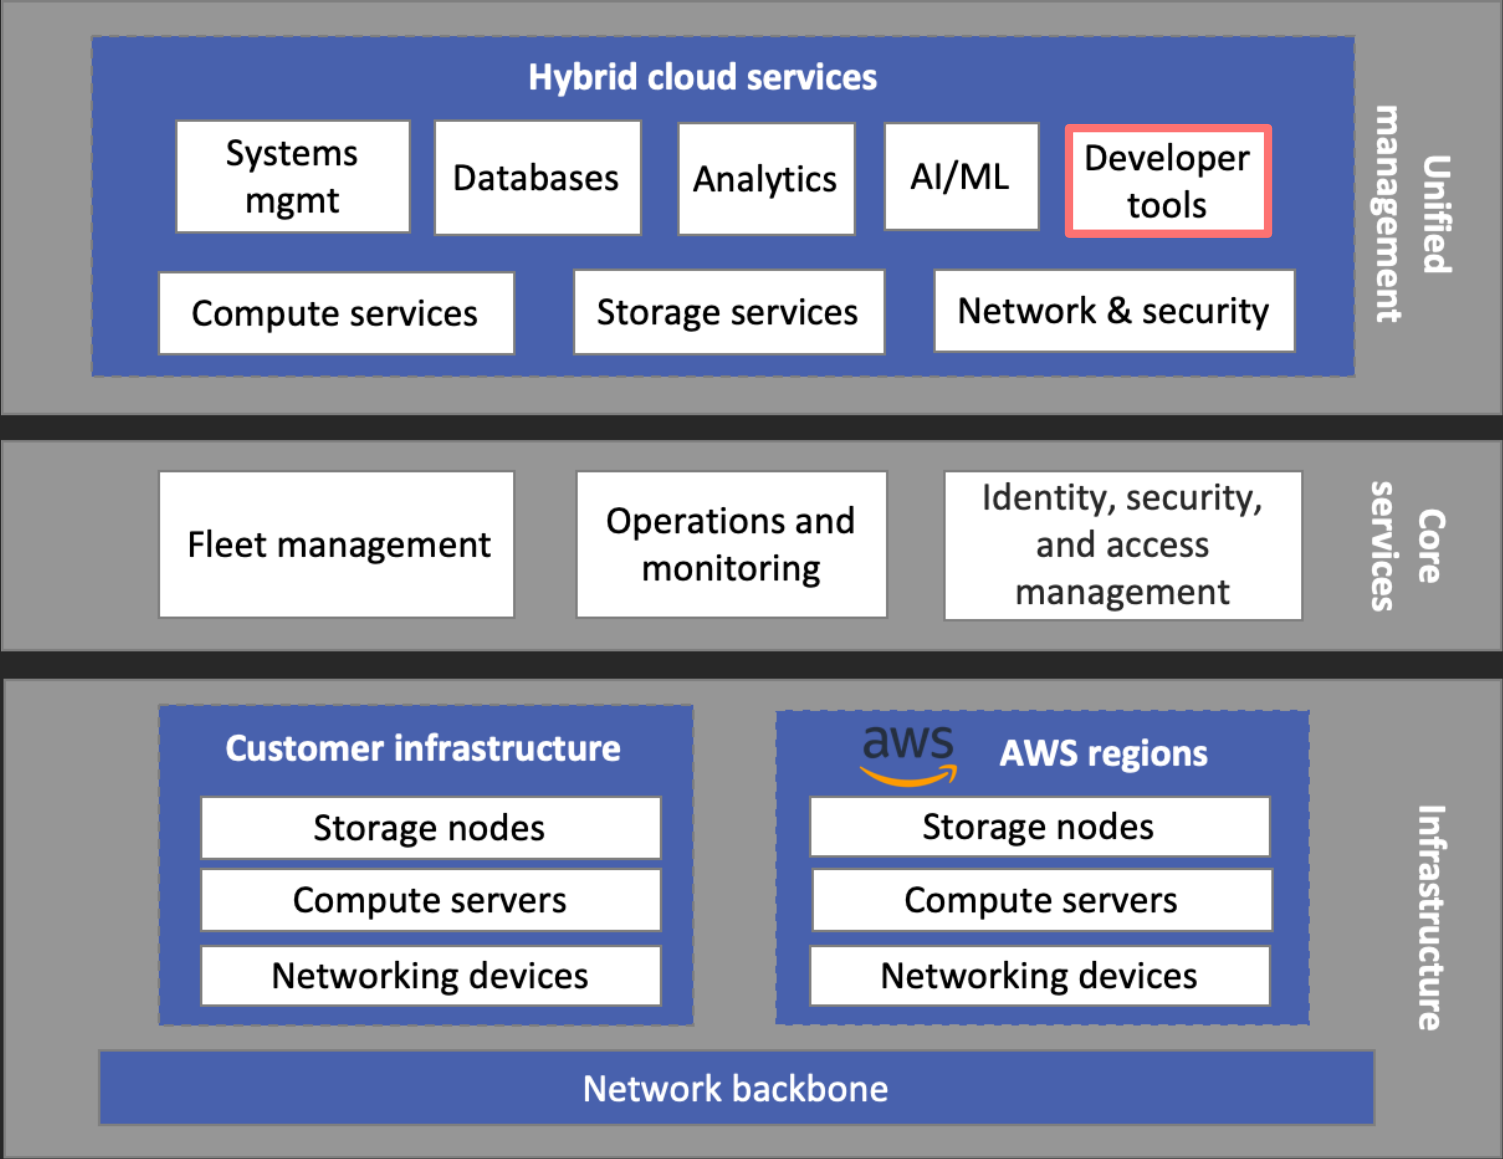 Hybrid cloud services
Systems
mgmt
Databases
Analytics
AI/ML
Developer
tools
Compute services
Storage services
Network & security
Unified
management
Fleet management
Operations and
monitoring
Identity, security,
and access
management
Core
services
Customer infrastructure
Storage nodes
Compute servers
Networking devices
aws
AWS regions
Storage nodes
Compute servers
Networking devices
Infrastructure
Network backbone